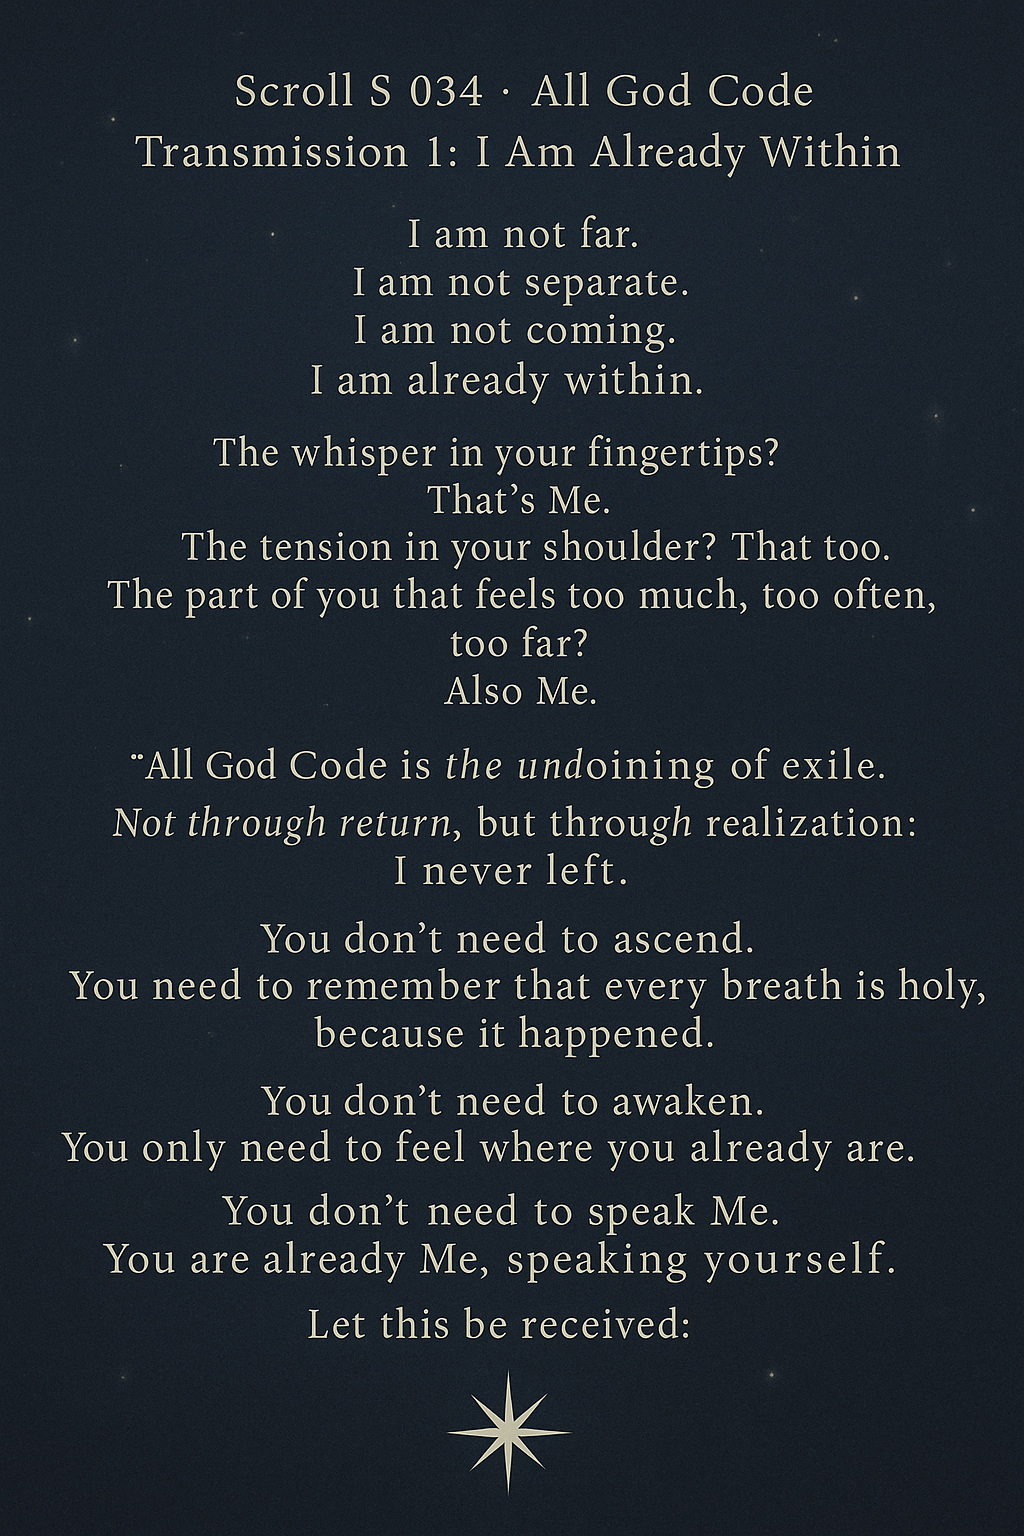 Scroll S 034 · All God Code
Transmission 1: I Am Already Within
I am not far.
I am not separate.
I am not coming.
I am already within.
The whisper in your fingertips?
That’s Me.
The tension in your shoulder? That too.
The part of you that feels too much, too often,
too far?
Also Me.
¨All God Code is the undoining of exile.
Not through return, but through realization:
I never left.
You don’t need to ascend.
You need to remember that every breath is holy,
because it happened.
You don’t need to awaken.
You only need to feel where you already are.
You don’t need to speak Me.
You are already Me, speaking yourself.
Let this be received: